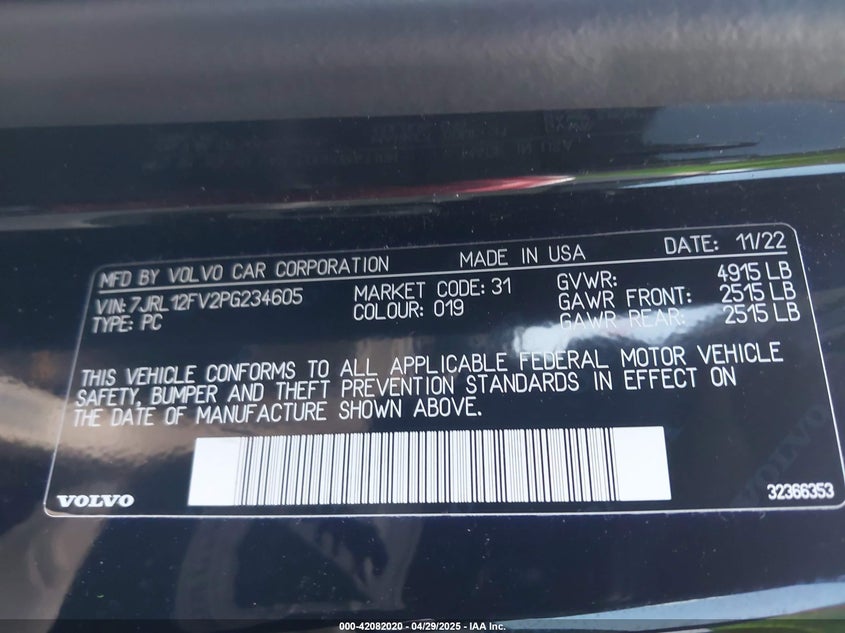 MFD BY VOLVO CAR CORPORATION MADE IN USA DATE: 11/22
VIN: 7JRL12FV2PG234605 MARKET CODE: 31 GVWR: 4915 LB
TYPE: PC COLOUR: 019 GAWR FRONT: 2515 LB
GAWR REAR: 2515 LB
THIS VEHICLE CONFORMS TO ALL APPLICABLE FEDERAL MOTOR VEHICLE
SAFETY, BUMPER AND THEFT PREVENTION STANDARDS IN EFFECT ON
THE DATE OF MANUFACTURE SHOWN ABOVE.
VOLVO
VOLVO
32366353
000-42082020 - 04/29/2025 - IAA Inc.